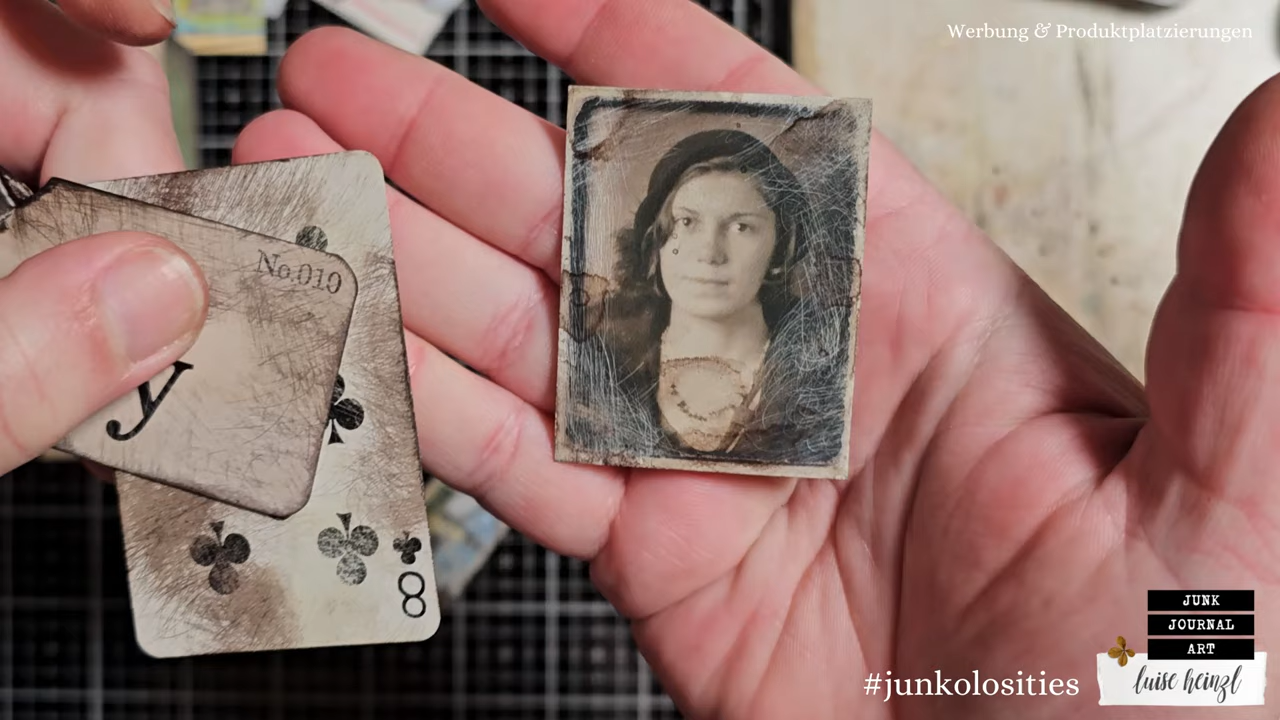 Werbung & Produktplatzierungen
No.010
y
8
#junkolosities
JUNK
JOURNAL
ART
luise heinzl